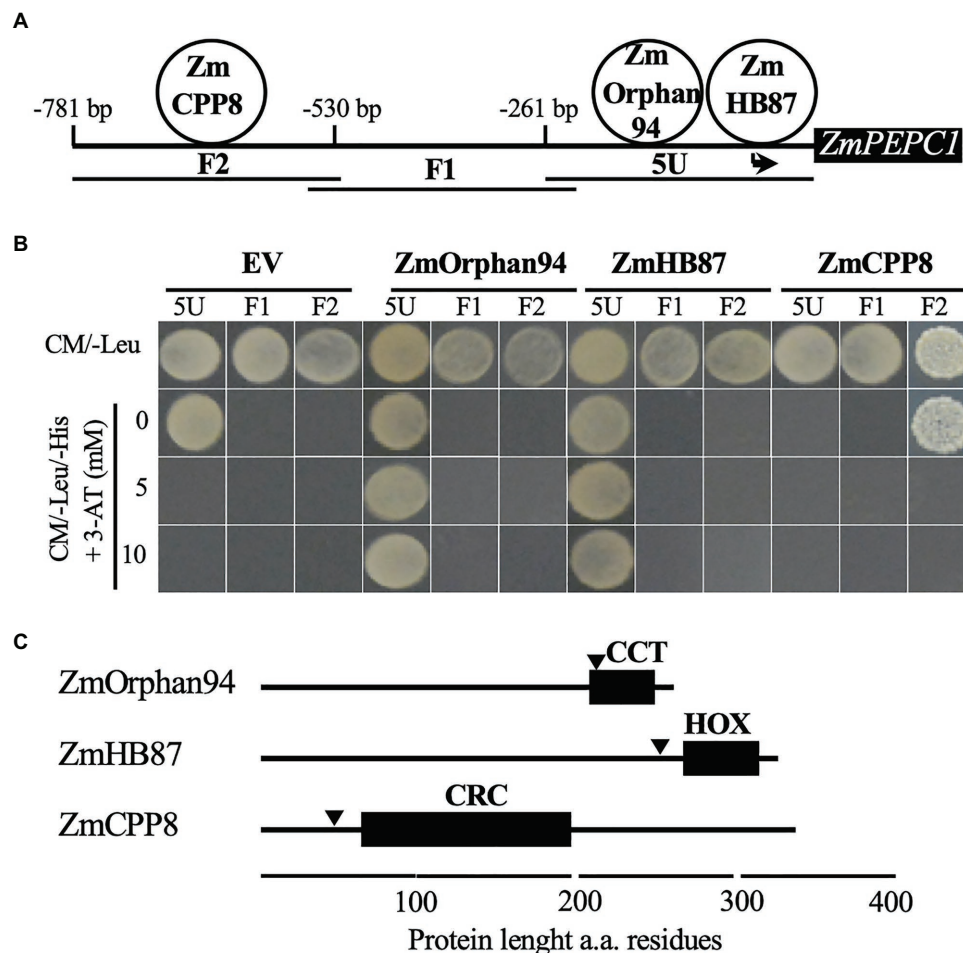 A
Zm CPP8
Zm Orphan 94
Zm HB87
-781 bp
-530 bp
-261 bp
ZmPEPC1
F2
F1
5U
B
EV ZmOrphan94 ZmHB87 ZmCPP8
5U F1 F2 5U F1 F2 5U F1 F2 5U F1 F2
CM/-Leu
CM/-Leu/-His
+ 3-AT (mM)
0
5
10
C
ZmOrphan94
CCT
ZmHB87
HOX
ZmCPP8
CRC
100 200 300 400
Protein lenght a.a. residues